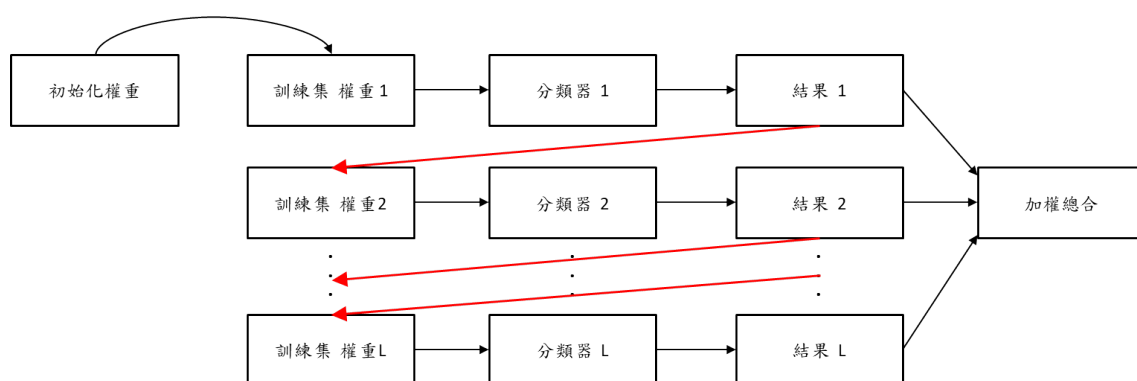 初始化權重
訓練集 權重1
分類器 1
結果 1
訓練集 權重2
分類器 2
結果 2
加權總合
訓練集 權重L
分類器 L
結果 L